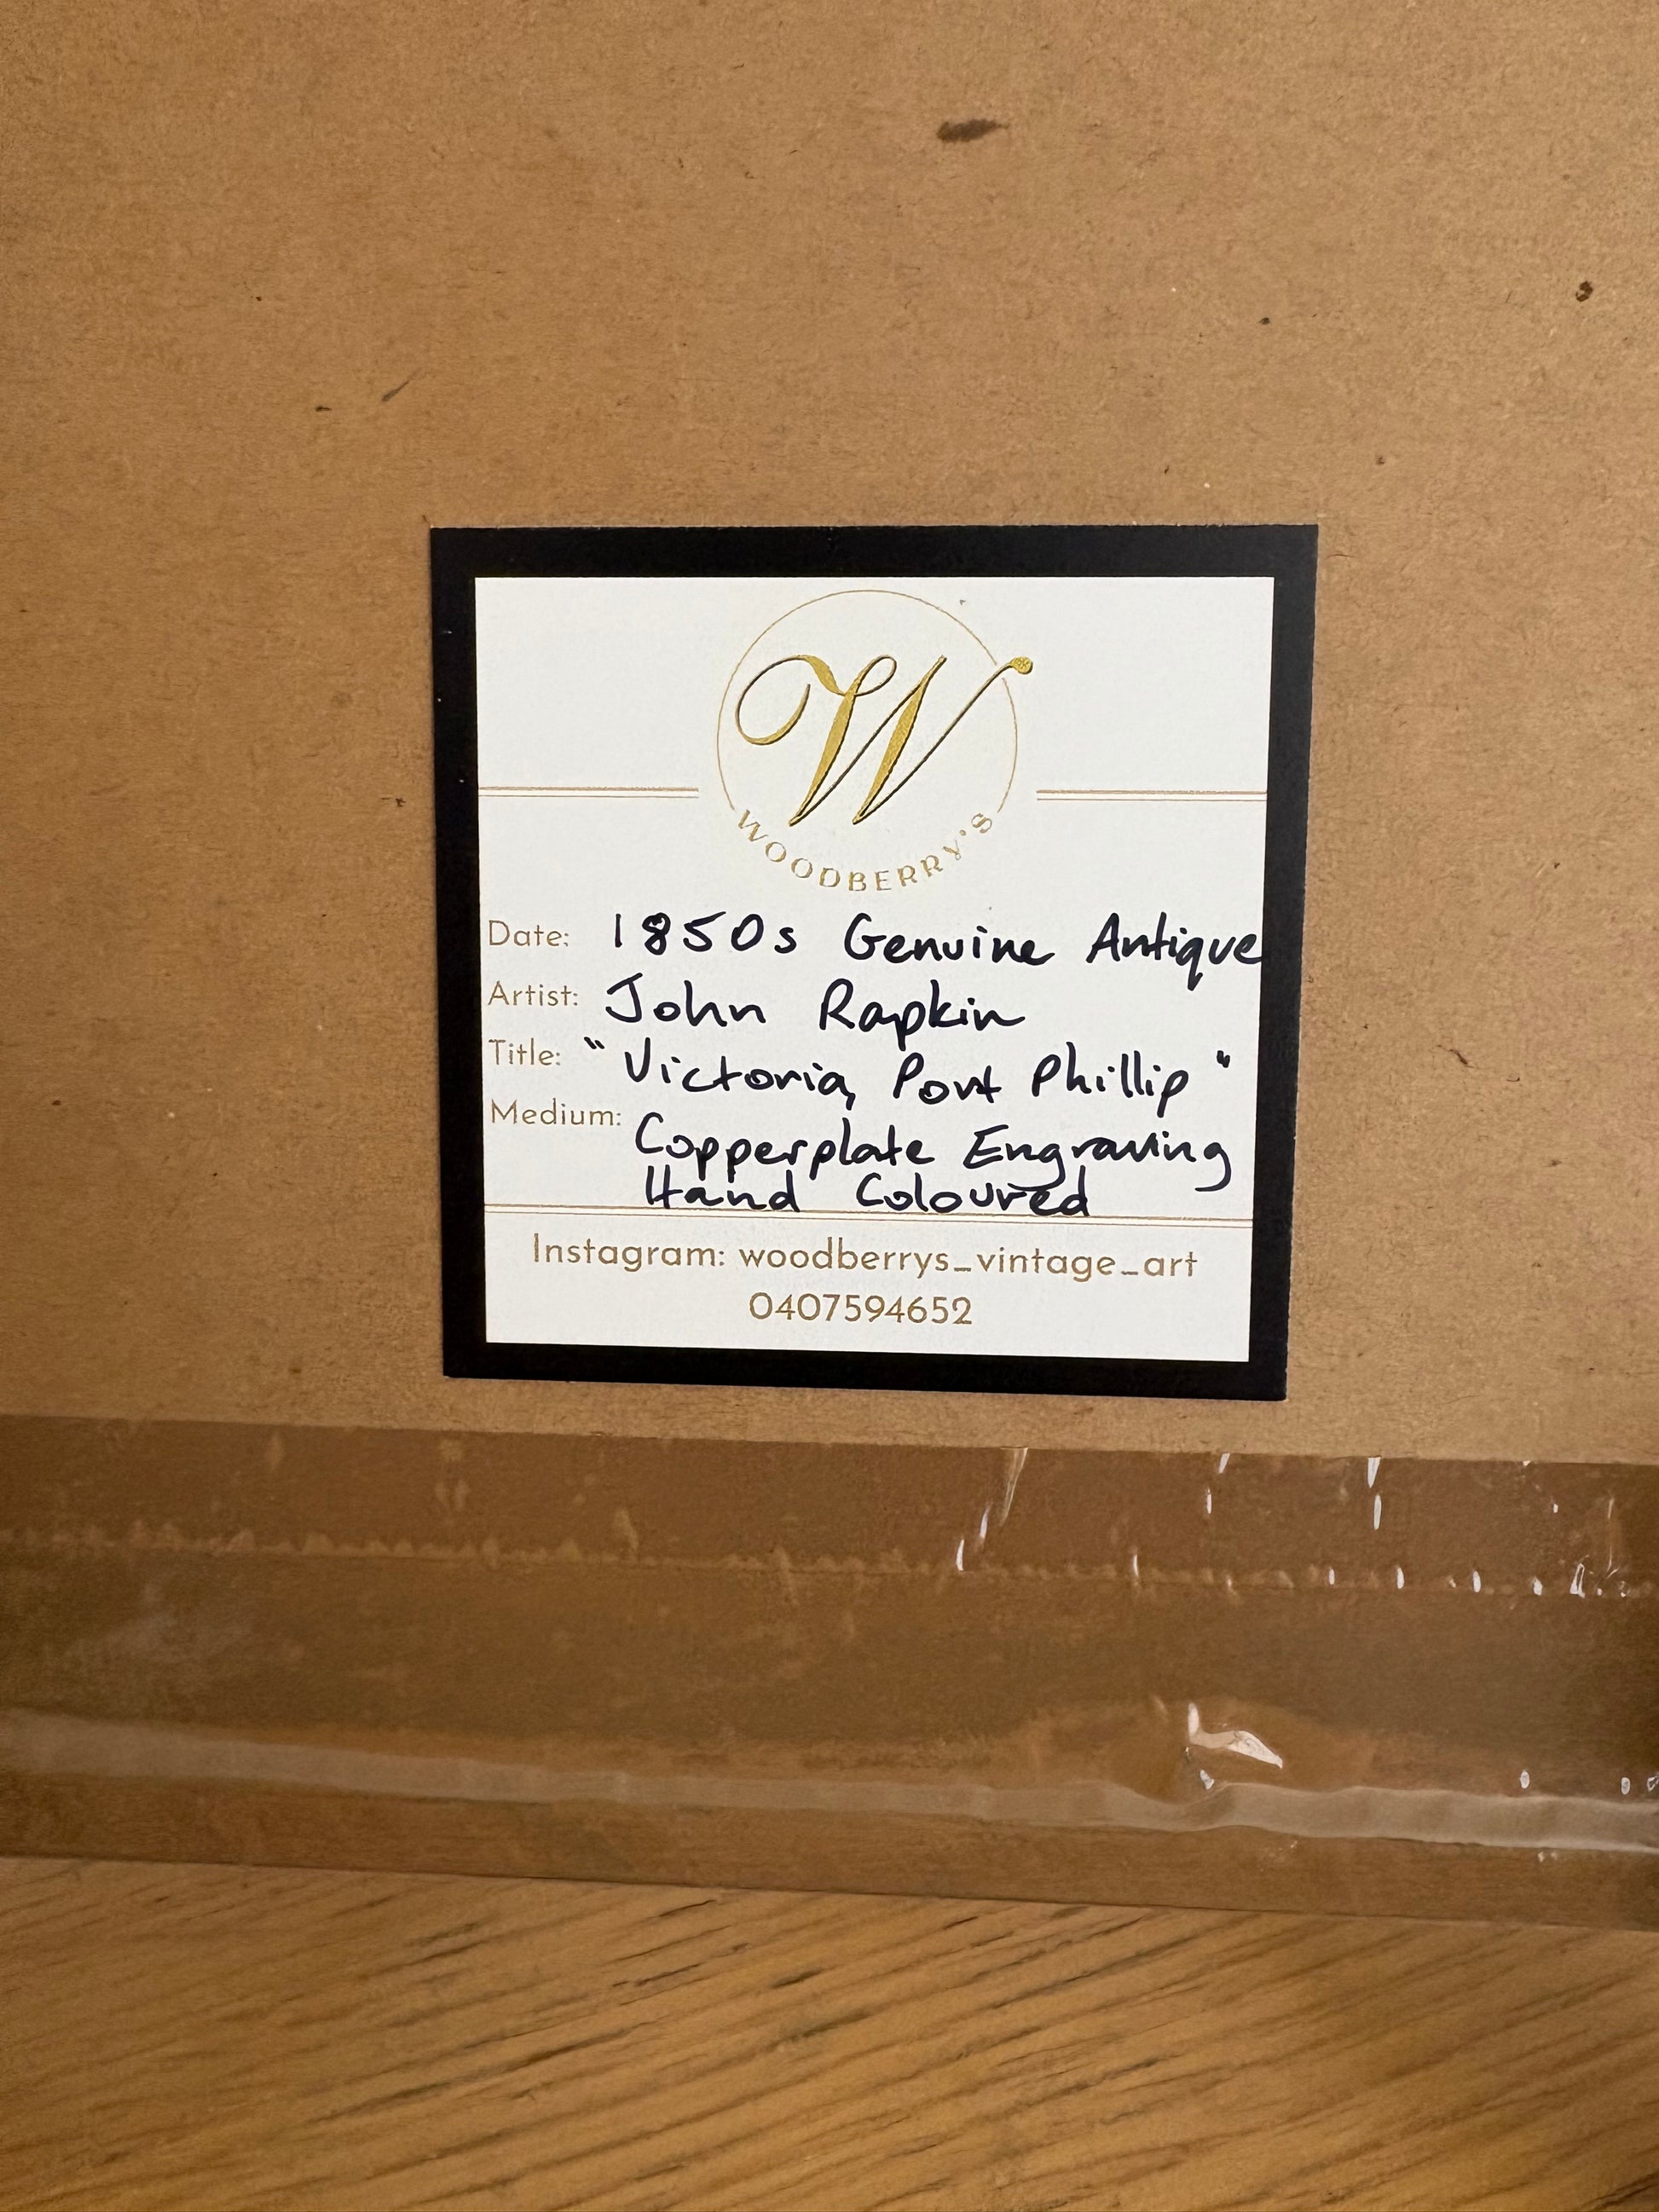 W
WOODBERRY'S
Date: 1850s Genuine Antique
Artist: John Rapkin
Title: "Victoria, Port Phillip"
Medium: Copperplate Engraving
Hand Coloured
Instagram: woodberrys_vintage_art
0407594652